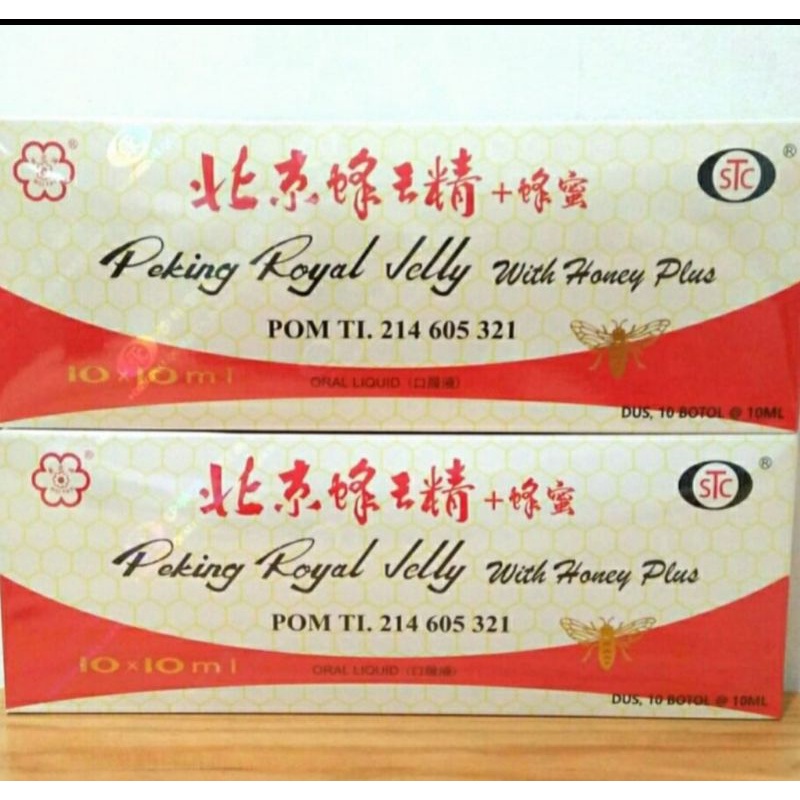 北京蜂王精+蜂蜜
STC
®
®
Peking Royal Jelly With Honey Plus
POM TI. 214 605 321
10×10ml
ORAL LIQUID (口服液)
DUS, 10 BOTOL @ 10ML
北京蜂王精+蜂蜜
STC
®
®
Peking Royal Jelly With Honey Plus
POM TI. 214 605 321
10×10ml
ORAL LIQUID (口服液)
DUS, 10 BOTOL @ 10ML